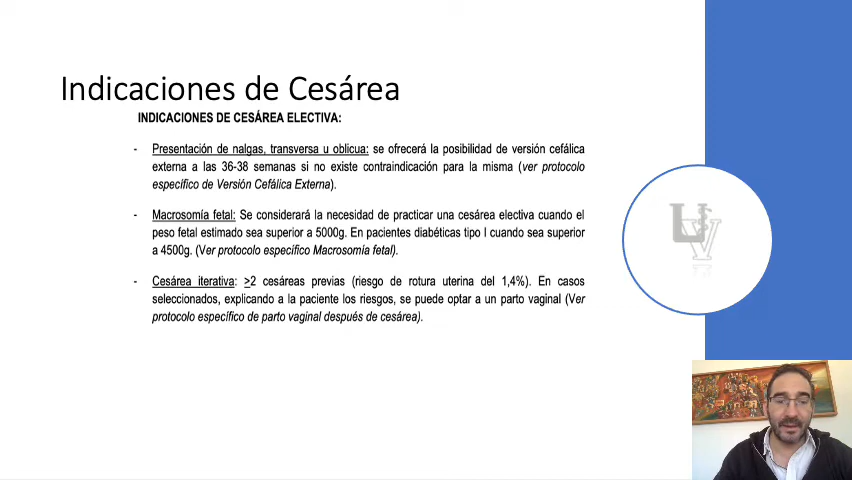 Indicaciones de Cesárea
INDICACIONES DE CESÁREA ELECTIVA:
- Presentación de nalgas, transversa u oblicua: se ofrecerá la posibilidad de versión cefálica
externa a las 36-38 semanas si no existe contraindicación para la misma (ver protocolo
específico de Versión Cefálica Externa).
- Macrosomía fetal: Se considerará la necesidad de practicar una cesárea electiva cuando el
peso fetal estimado sea superior a 5000g. En pacientes diabéticas tipo I cuando sea superior
a 4500g. (Ver protocolo específico Macrosomía fetal).
- Cesárea iterativa: >2 cesáreas previas (riesgo de rotura uterina del 1,4%). En casos
seleccionados, explicando a la paciente los riesgos, se puede optar a un parto vaginal (Ver
protocolo específico de parto vaginal después de cesárea).